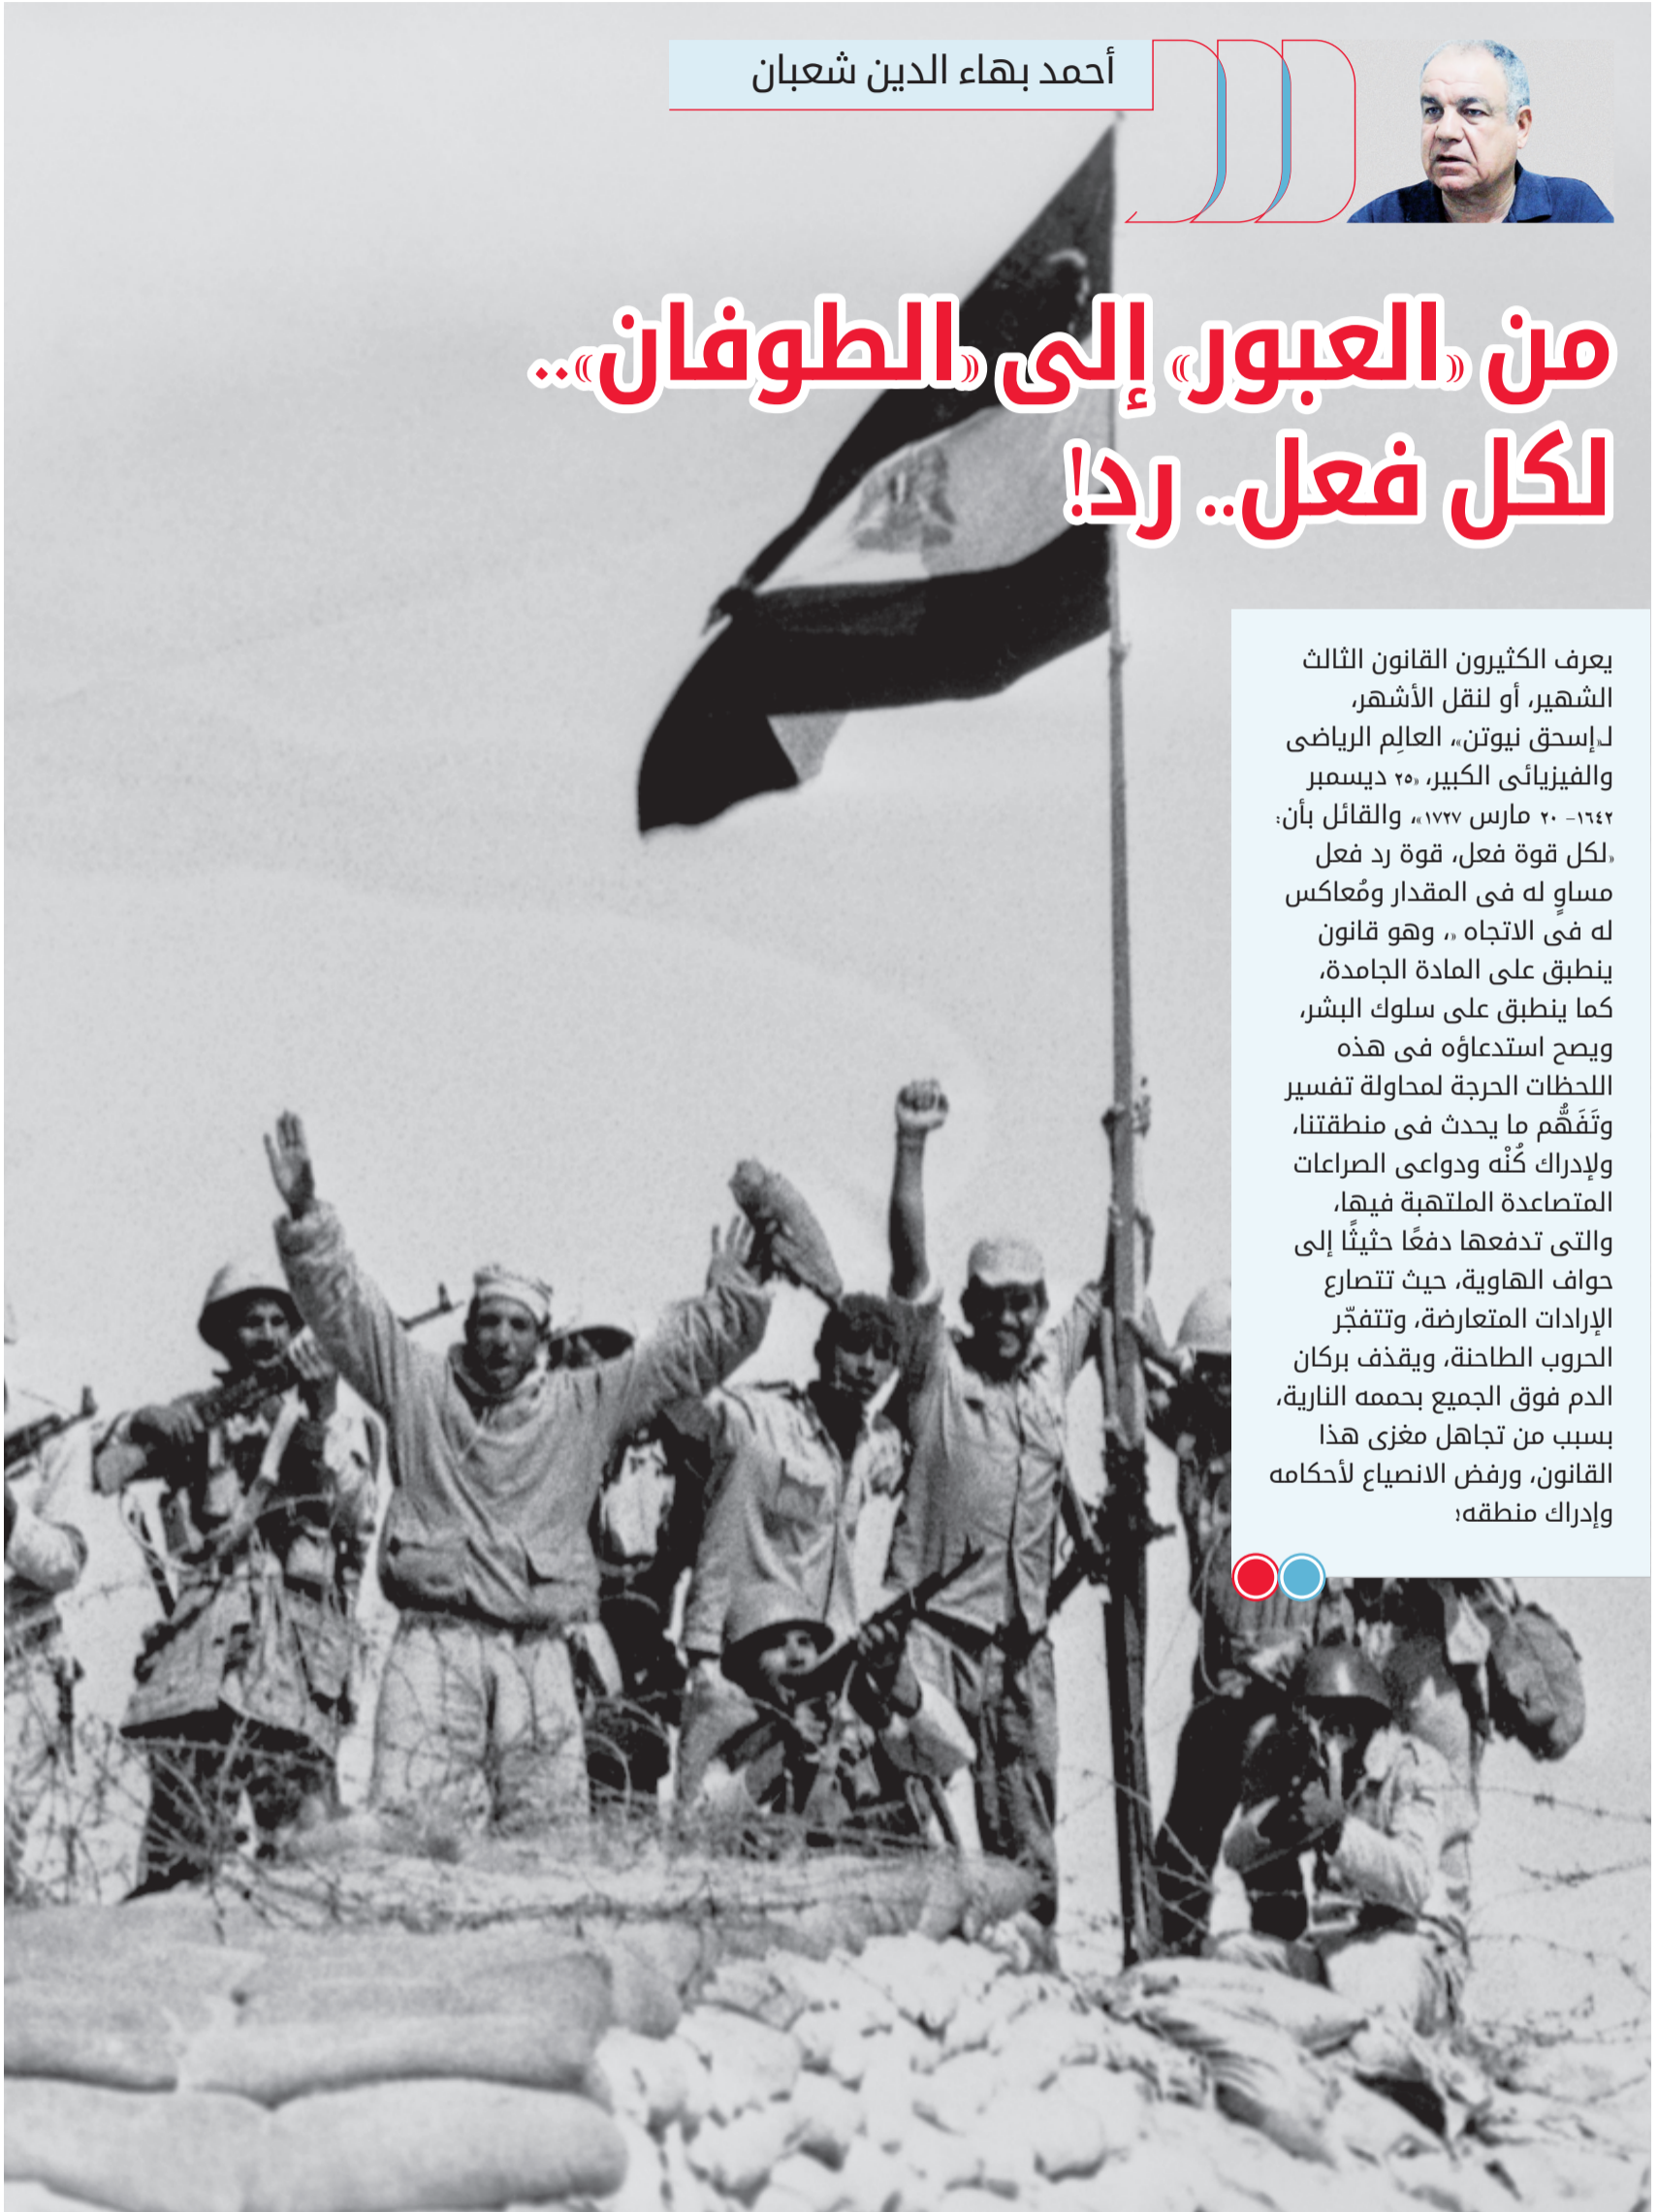 أحمد بهاء الدين شعبان
من «العبور» إلى «الطوفان»..
لكل فعل.. رد!
يعرف الكثيرون القانون الثالث
الشهير، أو لنقل الأشهر،
لـ«إسحق نيوتن»، العالِم الرياضى
والفيزيائى الكبير، «٢٥ ديسمبر
١٦٤٢- ٢٠ مارس ١٧٢٧»، والقائل بأن:
«لكل قوة فعل، قوة رد فعل
مساوٍ له فى المقدار ومُعاكس
له فى الاتجاه «، وهو قانون
ينطبق على المادة الجامدة،
كما ينطبق على سلوك البشر،
ويصح استدعاؤه فى هذه
اللحظات الحرجة لمحاولة تفسير
وتَفَهُّم ما يحدث فى منطقتنا،
ولإدراك كُنْه ودواعى الصراعات
المتصاعدة الملتهبة فيها،
والتى تدفعها دفعًا حثيثًا إلى
حواف الهاوية، حيث تتصارع
الإرادات المتعارضة، وتتفجّر
الحروب الطاحنة، ويقذف بركان
الدم فوق الجميع بحممه النارية،
بسبب من تجاهل مغزى هذا
القانون، ورفض الانصياع لأحكامه
وإدراك منطقه؛